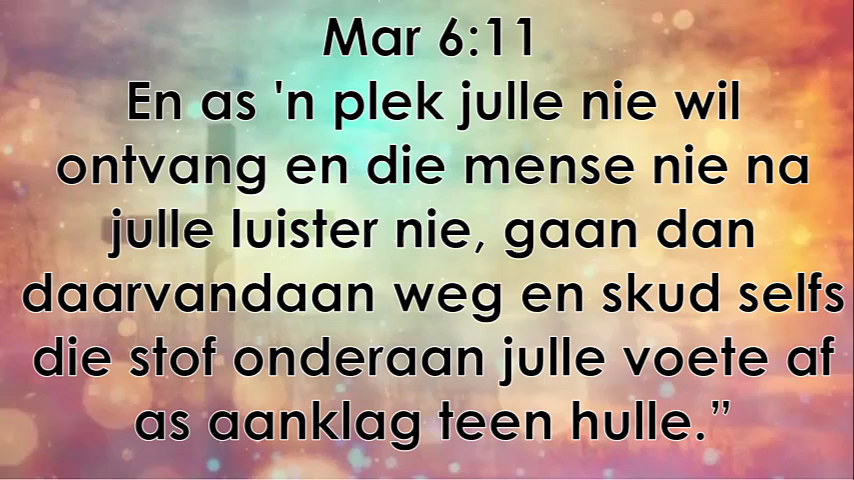 Mar 6:11
En as 'n plek julle nie wil
ontvang en die mense nie na
julle luister nie, gaan dan
daarvandaan weg en skud selfs
die stof onderaan julle voete af
as aanklag teen hulle.”